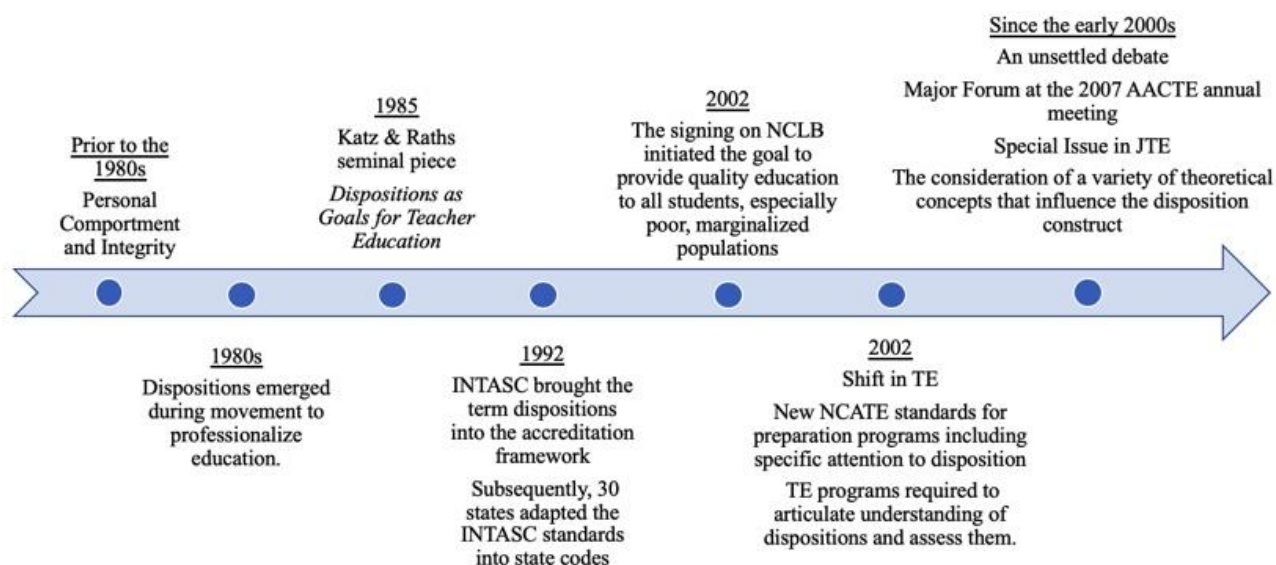 Prior to the
1980s
Personal
Comportment
and Integrity
1980s
Dispositions emerged
during movement to
professionalize
education.
1985
Katz & Raths
seminal piece
Dispositions as
Goals for Teacher
Education
1992
INTASC brought the
term dispositions
into the accreditation
framework
Subsequently, 30
states adapted the
INTASC standards
into state codes
2002
The signing on NCLB
initiated the goal to
provide quality education
to all students, especially
poor, marginalized
populations
2002
Shift in TE
New NCATE standards for
preparation programs including
specific attention to disposition
TE programs required to
articulate understanding of
dispositions and assess them.
Since the early 2000s
An unsettled debate
Major Forum at the 2007 AACTE annual
meeting
Special Issue in JTE
The consideration of a variety of theoretical
concepts that influence the disposition
construct